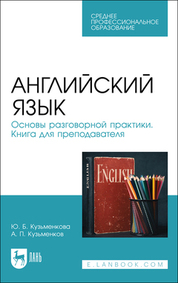 СРЕДНЕЕ
ПРОФЕССИОНАЛЬНОЕ
ОБРАЗОВАНИЕ
АНГЛИЙСКИЙ
ЯЗЫК
Основы разговорной практики.
Книга для преподавателя
ENGLISH
Ю. Б. Кузьменкова
А. П. Кузьменков
ЛАНЬ
E.LANBOOK.COM